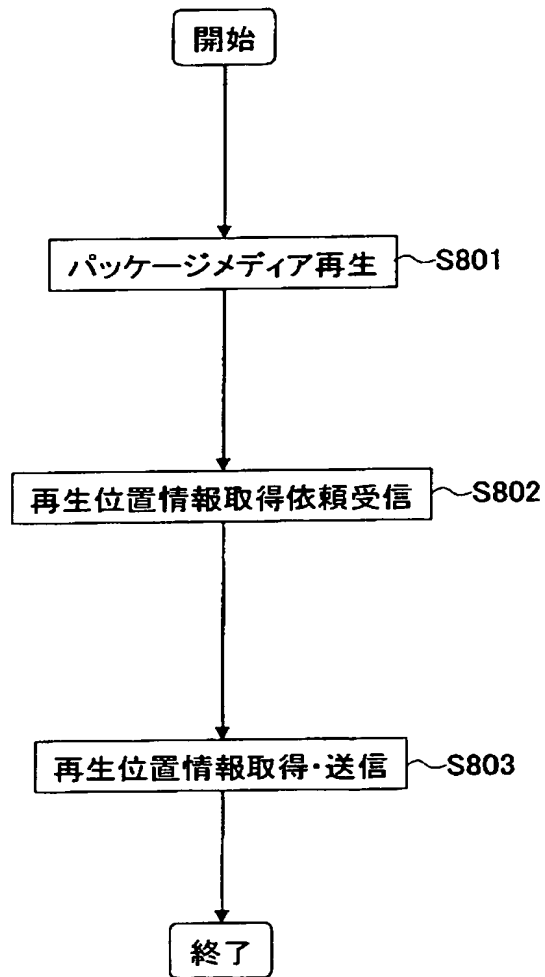 開始
パッケージメディア再生
S801
再生位置情報取得依頼受信
S802
再生位置情報取得・送信
S803
終了